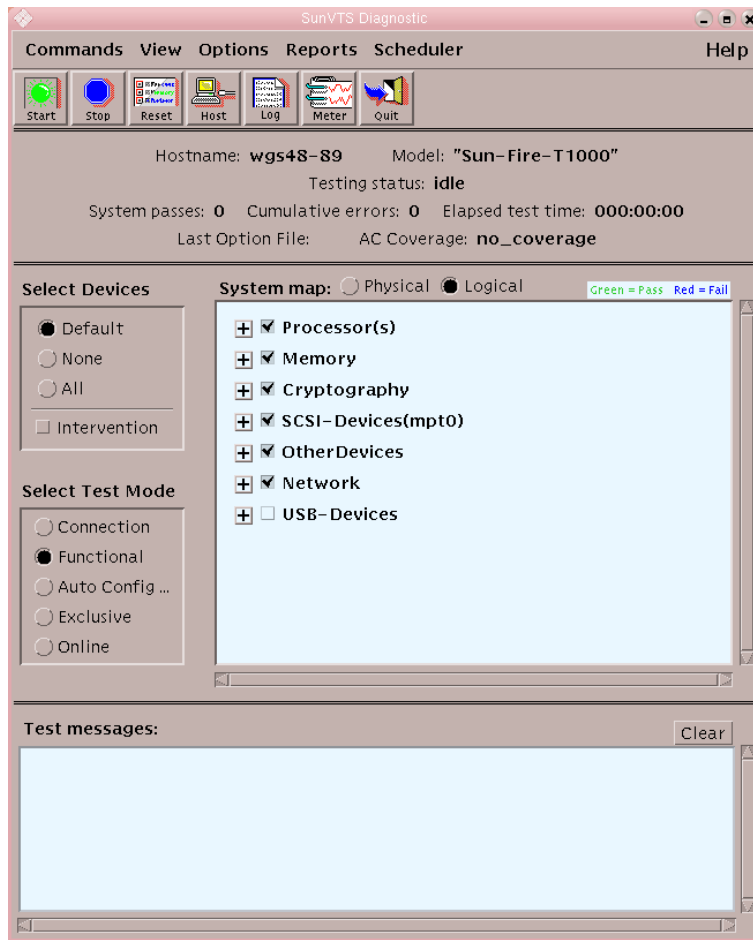 SunVTS Diagnostic
Commands View Options Reports Scheduler Help
Start Stop Reset Host Log Meter Quit
Hostname: wgs48-89 Model: "Sun-Fire-T1000"
Testing status: idle
System passes: 0 Cumulative errors: 0 Elapsed test time: 000:00:00
Last Option File: AC Coverage: no_coverage
Select Devices
Default
None
All
Intervention
Select Test Mode
Connection
Functional
Auto Config ...
Exclusive
Online
System map: Physical Logical Green = Pass Red = Fail
Processor(s)
Memory
Cryptography
SCSI-Devices(mpt0)
OtherDevices
Network
USB-Devices
Test messages:
Clear